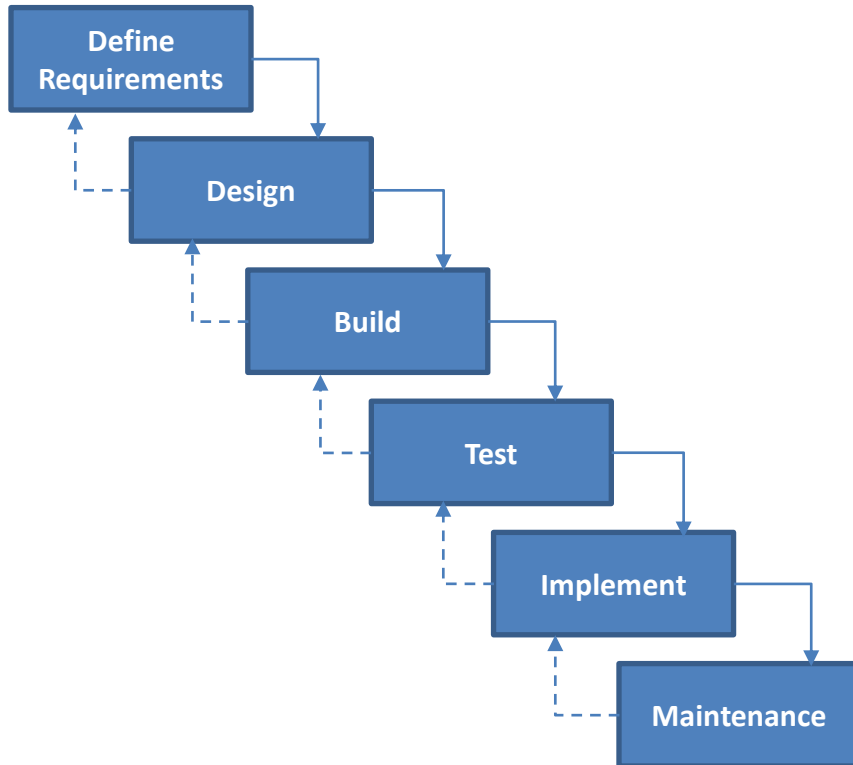 Define
Requirements
Design
Build
Test
Implement
Maintenance